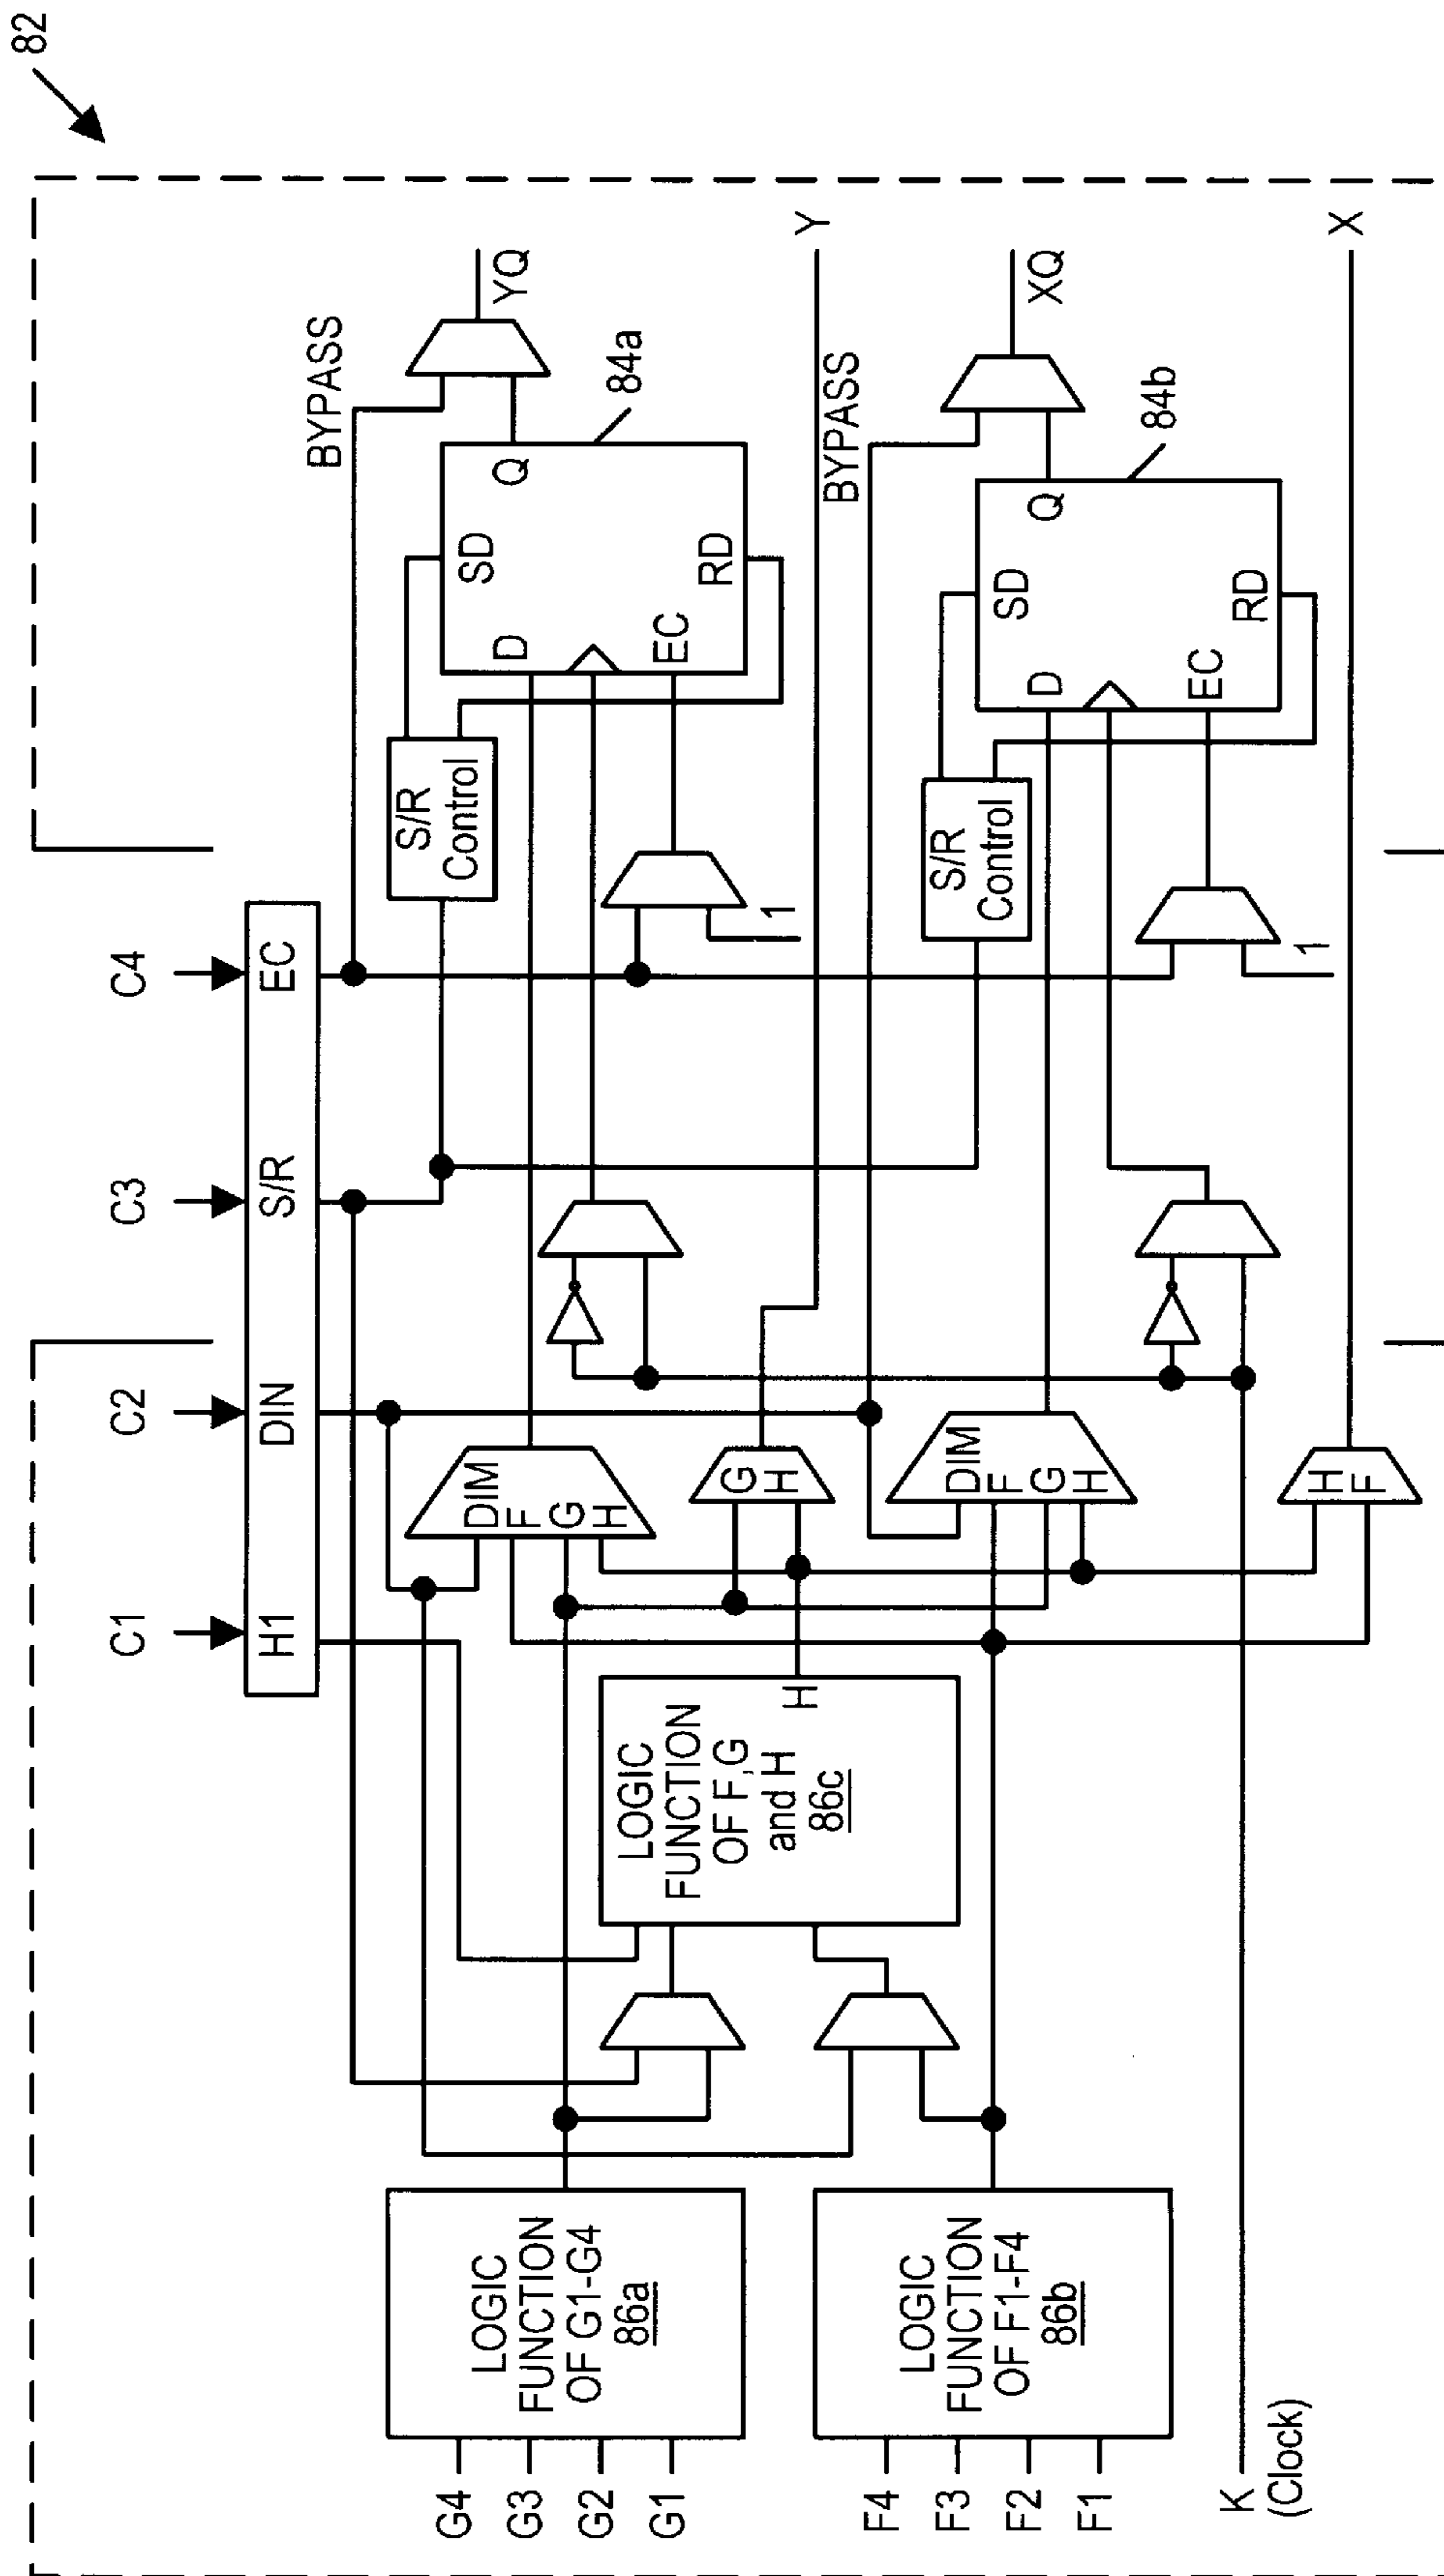 82
C1
C2
C3
C4
H1
DIN
S/R
EC
BYPASS
YQ
S/R
Control
SD
D
Q
EC
RD
84a
1
Y
DIM
F
G
H
G
H
BYPASS
XQ
S/R
Control
SD
D
Q
EC
RD
84b
1
X
DIM
F
G
H
H
F
LOGIC
FUNCTION
OF F,G
and H
86c
H
LOGIC
FUNCTION
OF G1-G4
86a
G4
G3
G2
G1
LOGIC
FUNCTION
OF F1-F4
86b
F4
F3
F2
F1
K
(Clock)